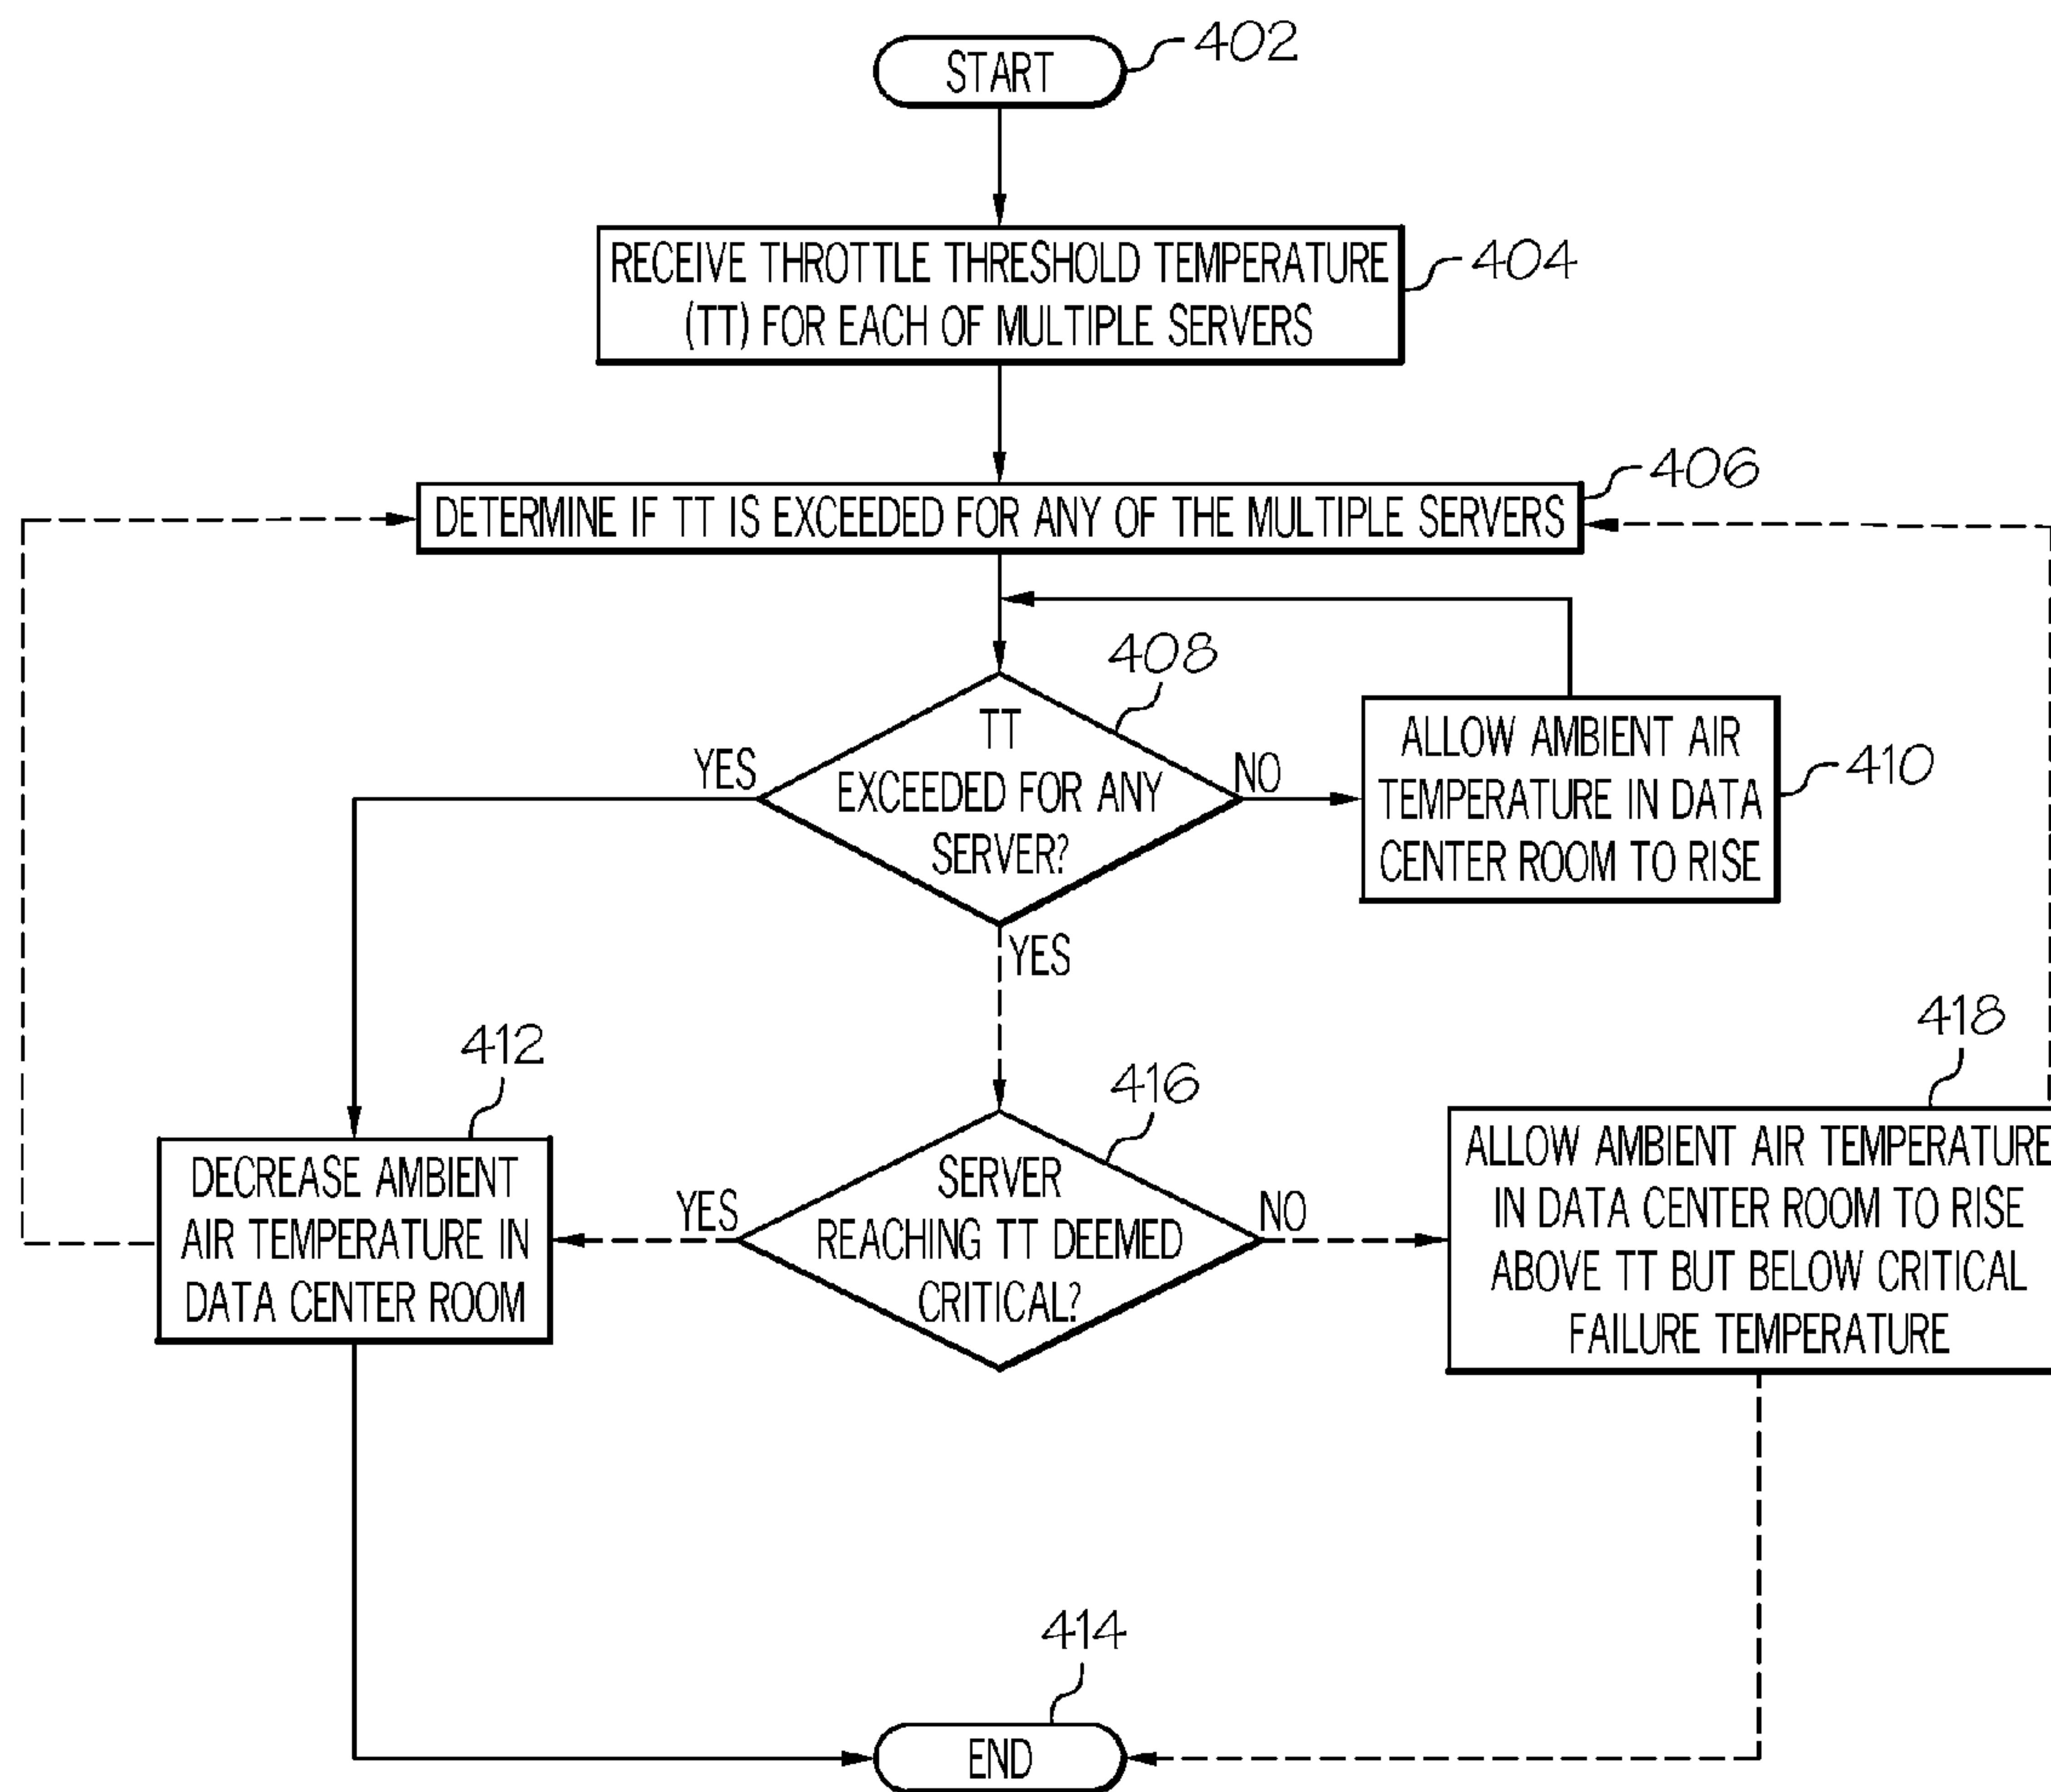 START
402
RECEIVE THROTTLE THRESHOLD TEMPERATURE
(TT) FOR EACH OF MULTIPLE SERVERS
404
DETERMINE IF TT IS EXCEEDED FOR ANY OF THE MULTIPLE SERVERS
406
408
TT
EXCEEDED FOR ANY
SERVER?
YES
NO
ALLOW AMBIENT AIR
TEMPERATURE IN DATA
CENTER ROOM TO RISE
410
YES
412
DECREASE AMBIENT
AIR TEMPERATURE IN
DATA CENTER ROOM
416
SERVER
REACHING TT DEEMED
CRITICAL?
YES
NO
418
ALLOW AMBIENT AIR TEMPERATURE
IN DATA CENTER ROOM TO RISE
ABOVE TT BUT BELOW CRITICAL
FAILURE TEMPERATURE
414
END